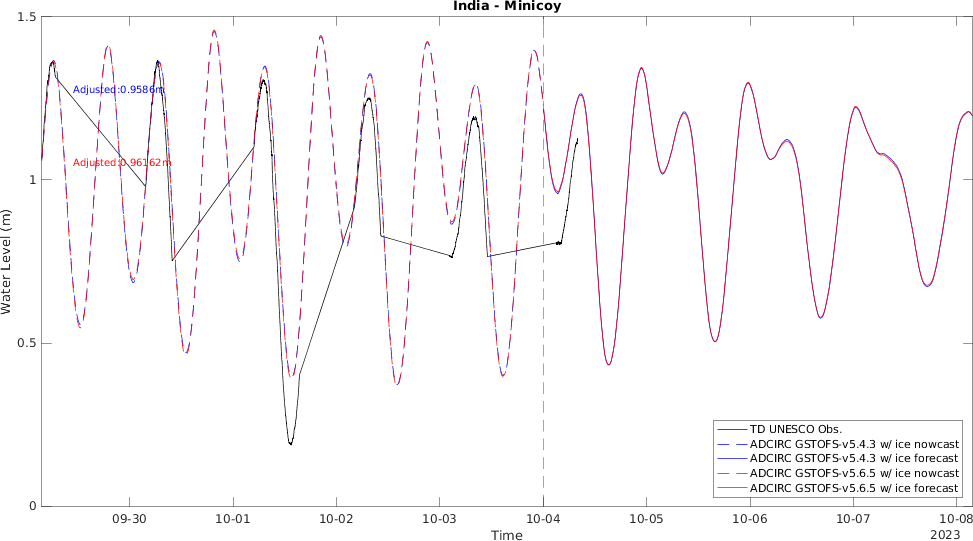 India - Minicoy
Water Level (m)
1.5
1
0.5
0
Adjusted:0.9586m
Adjusted:0.96162m
TD UNESCO Obs.
ADCIRC GSTOFS-v5.4.3 w/ ice nowcast
ADCIRC GSTOFS-v5.4.3 w/ ice forecast
ADCIRC GSTOFS-v5.6.5 w/ ice nowcast
ADCIRC GSTOFS-v5.6.5 w/ ice forecast
09-30 10-01 10-02 10-03 10-04 10-05 10-06 10-07 10-08
Time
2023